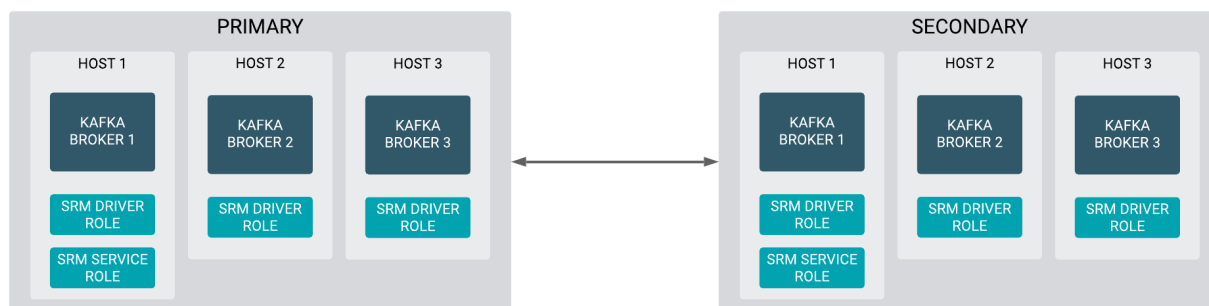 PRIMARY
HOST 1
KAFKA
BROKER 1
SRM DRIVER
ROLE
SRM SERVICE
ROLE
HOST 2
KAFKA
BROKER 2
SRM DRIVER
ROLE
HOST 3
KAFKA
BROKER 3
SRM DRIVER
ROLE
SECONDARY
HOST 1
KAFKA
BROKER 1
SRM DRIVER
ROLE
SRM SERVICE
ROLE
HOST 2
KAFKA
BROKER 2
SRM DRIVER
ROLE
HOST 3
KAFKA
BROKER 3
SRM DRIVER
ROLE